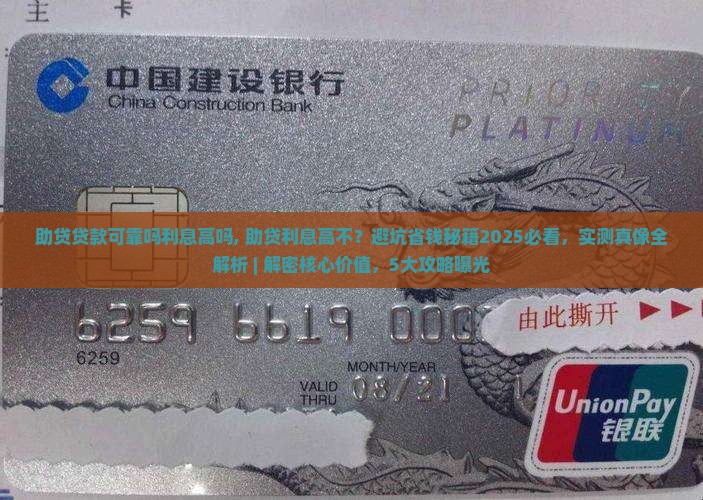 主 卡
中国建设银行
China Construction Bank
PRIORITY
PLATINUM
助贷贷款可靠吗利息高吗, 助贷利息高不？避坑省钱秘籍2025必看，实测真像全
解析 | 解密核心价值，5大攻略曝光
6259 6619 000
由此撕开
6259
MONTH/YEAR
VALID THRU 08/21
UnionPay
银联